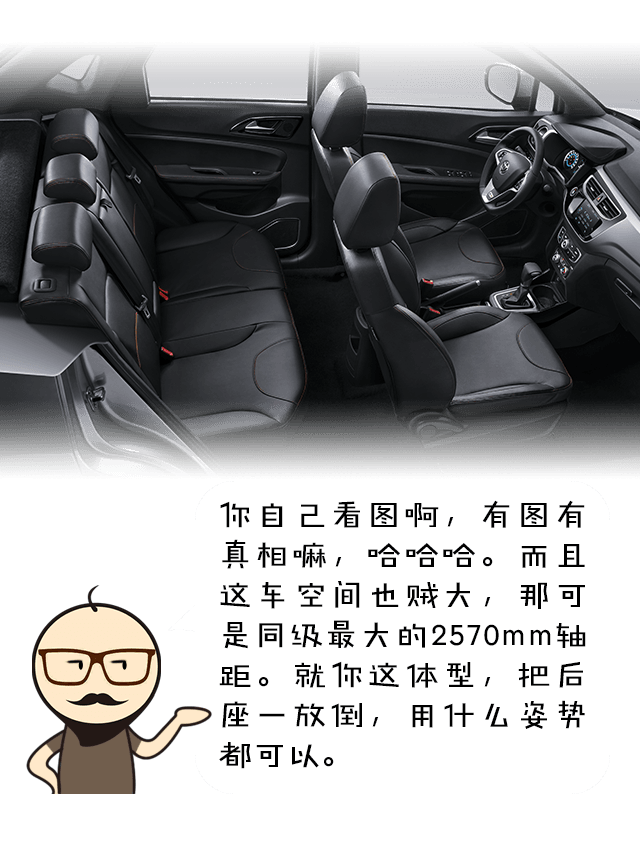 你自己看图啊，有图有
真相嘛，哈哈哈。而且
这车空间也贼大，那可
是同级最大的2570mm轴
距。就你这体型，把后
座一放倒，用什么姿势
都可以。